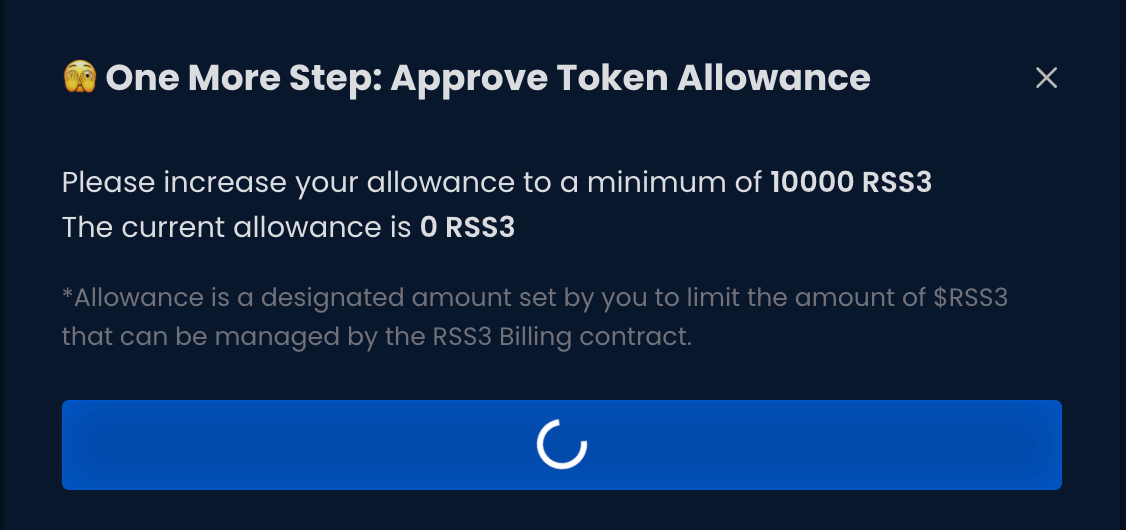 🫣 One More Step: Approve Token Allowance
Please increase your allowance to a minimum of 10000 RSS3
The current allowance is 0 RSS3
*Allowance is a designated amount set by you to limit the amount of $RSS3
that can be managed by the RSS3 Billing contract.